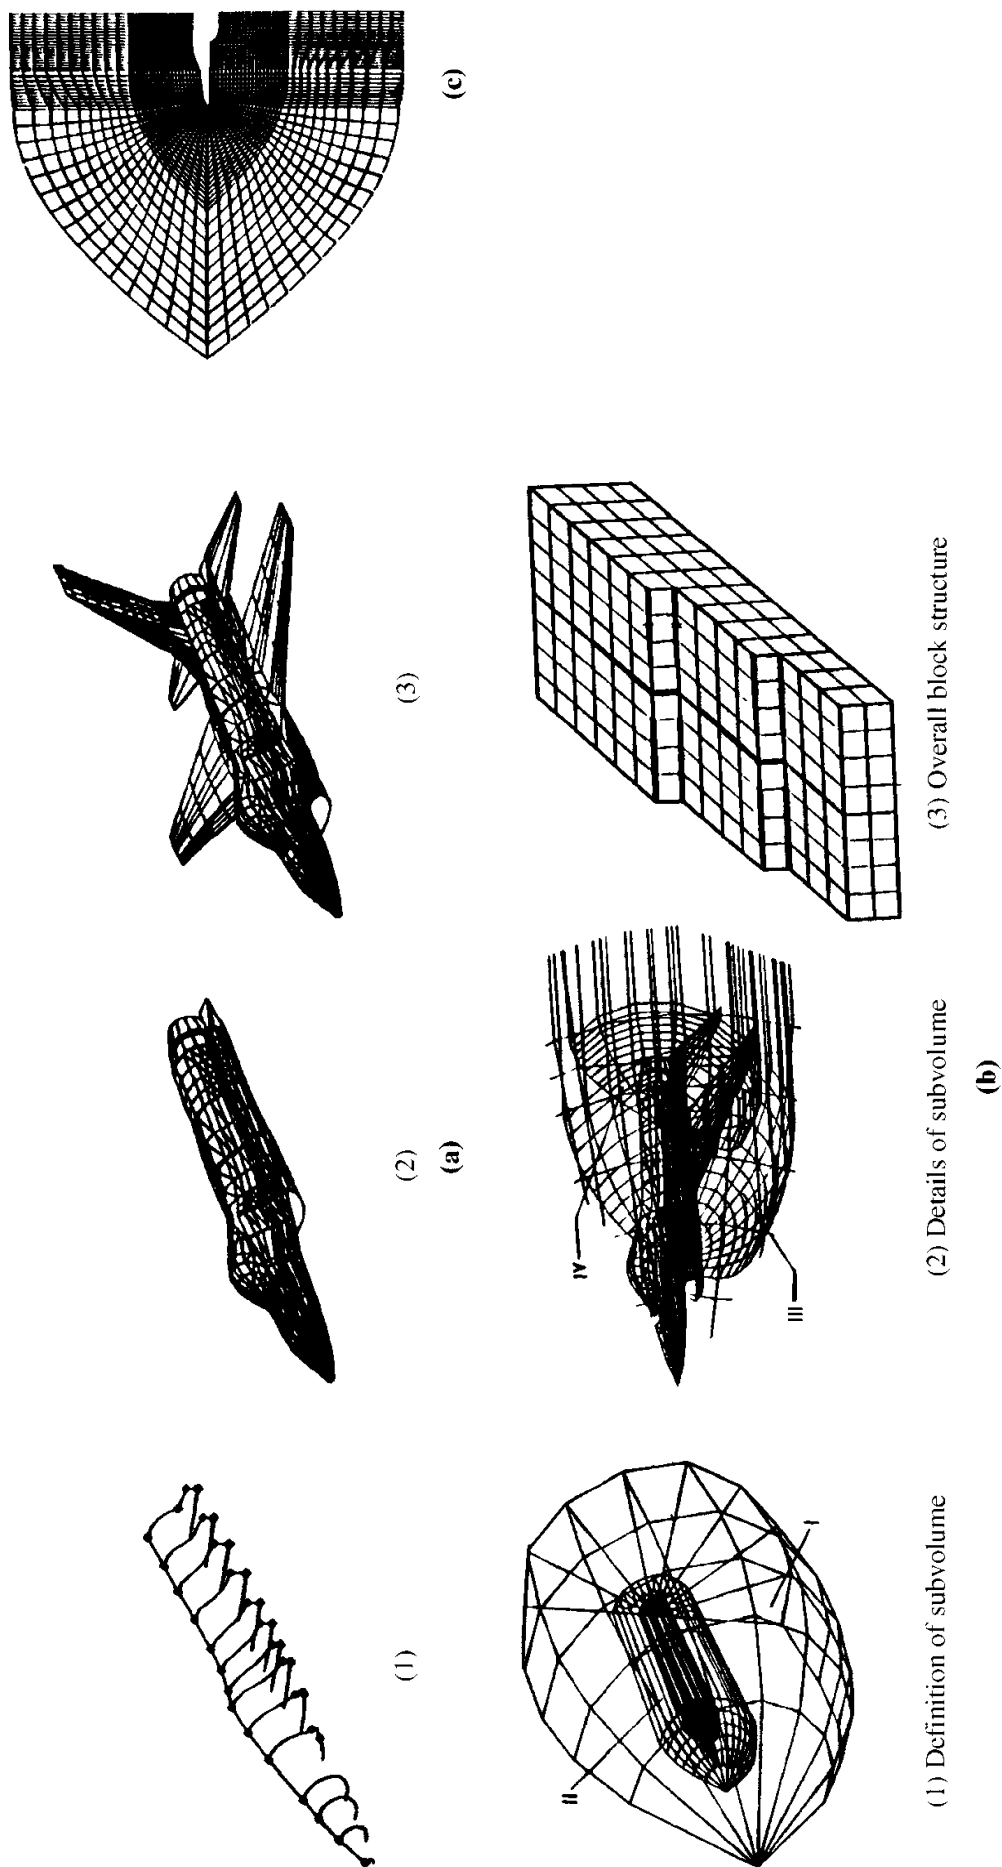 (1)
(2)
(3)
(a)
II
I
(1) Definition of subvolume
IV
III
(2) Details of subvolume
(3) Overall block structure
(b)
(c)